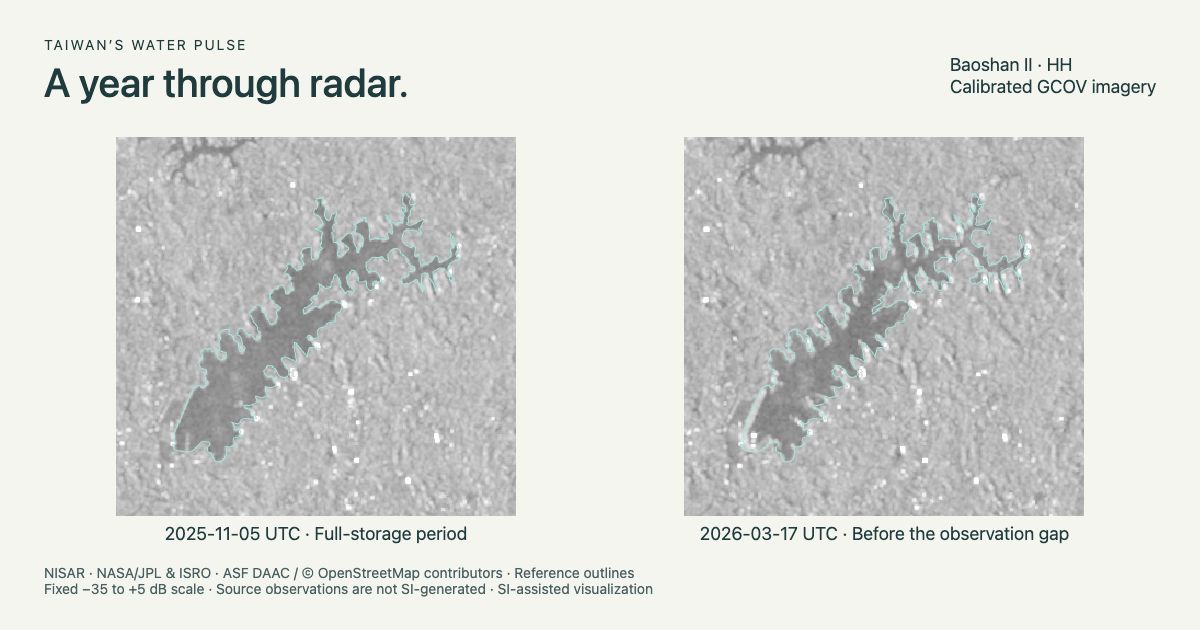 TAIWAN'S WATER PULSE
A year through radar.
Baoshan II · HH
Calibrated GCOV imagery
2025-11-05 UTC · Full-storage period
2026-03-17 UTC · Before the observation gap
NISAR · NASA/JPL & ISRO · ASF DAAC / © OpenStreetMap contributors · Reference outlines
Fixed −35 to +5 dB scale · Source observations are not SI-generated · SI-assisted visualization